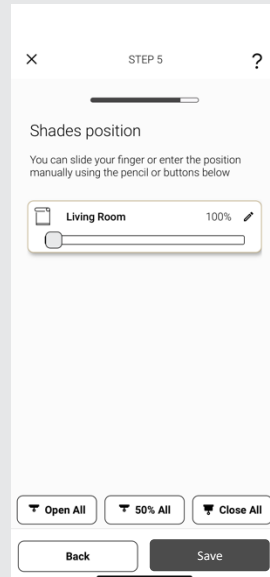 STEP 5
?
Shades position
You can slide your finger or enter the position
manually using the pencil or buttons below
Living Room 100%
Open All 50% All Close All
Back Save